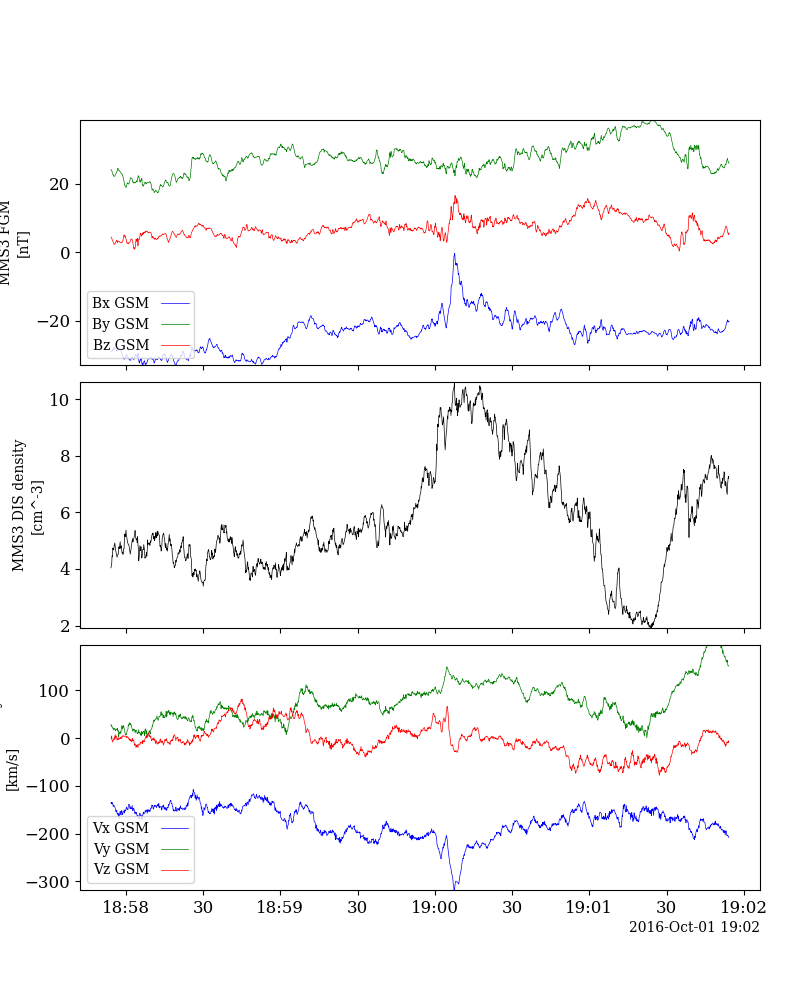 MMS3 FGM
[nT]
20
0
−20
Bx GSM
By GSM
Bz GSM
MMS3 DIS density
[cm^-3]
10
8
6
4
2
[km/s]
100
0
−100
−200
−300
Vx GSM
Vy GSM
Vz GSM
18:58
30
18:59
30
19:00
30
19:01
30
19:02
2016-Oct-01 19:02